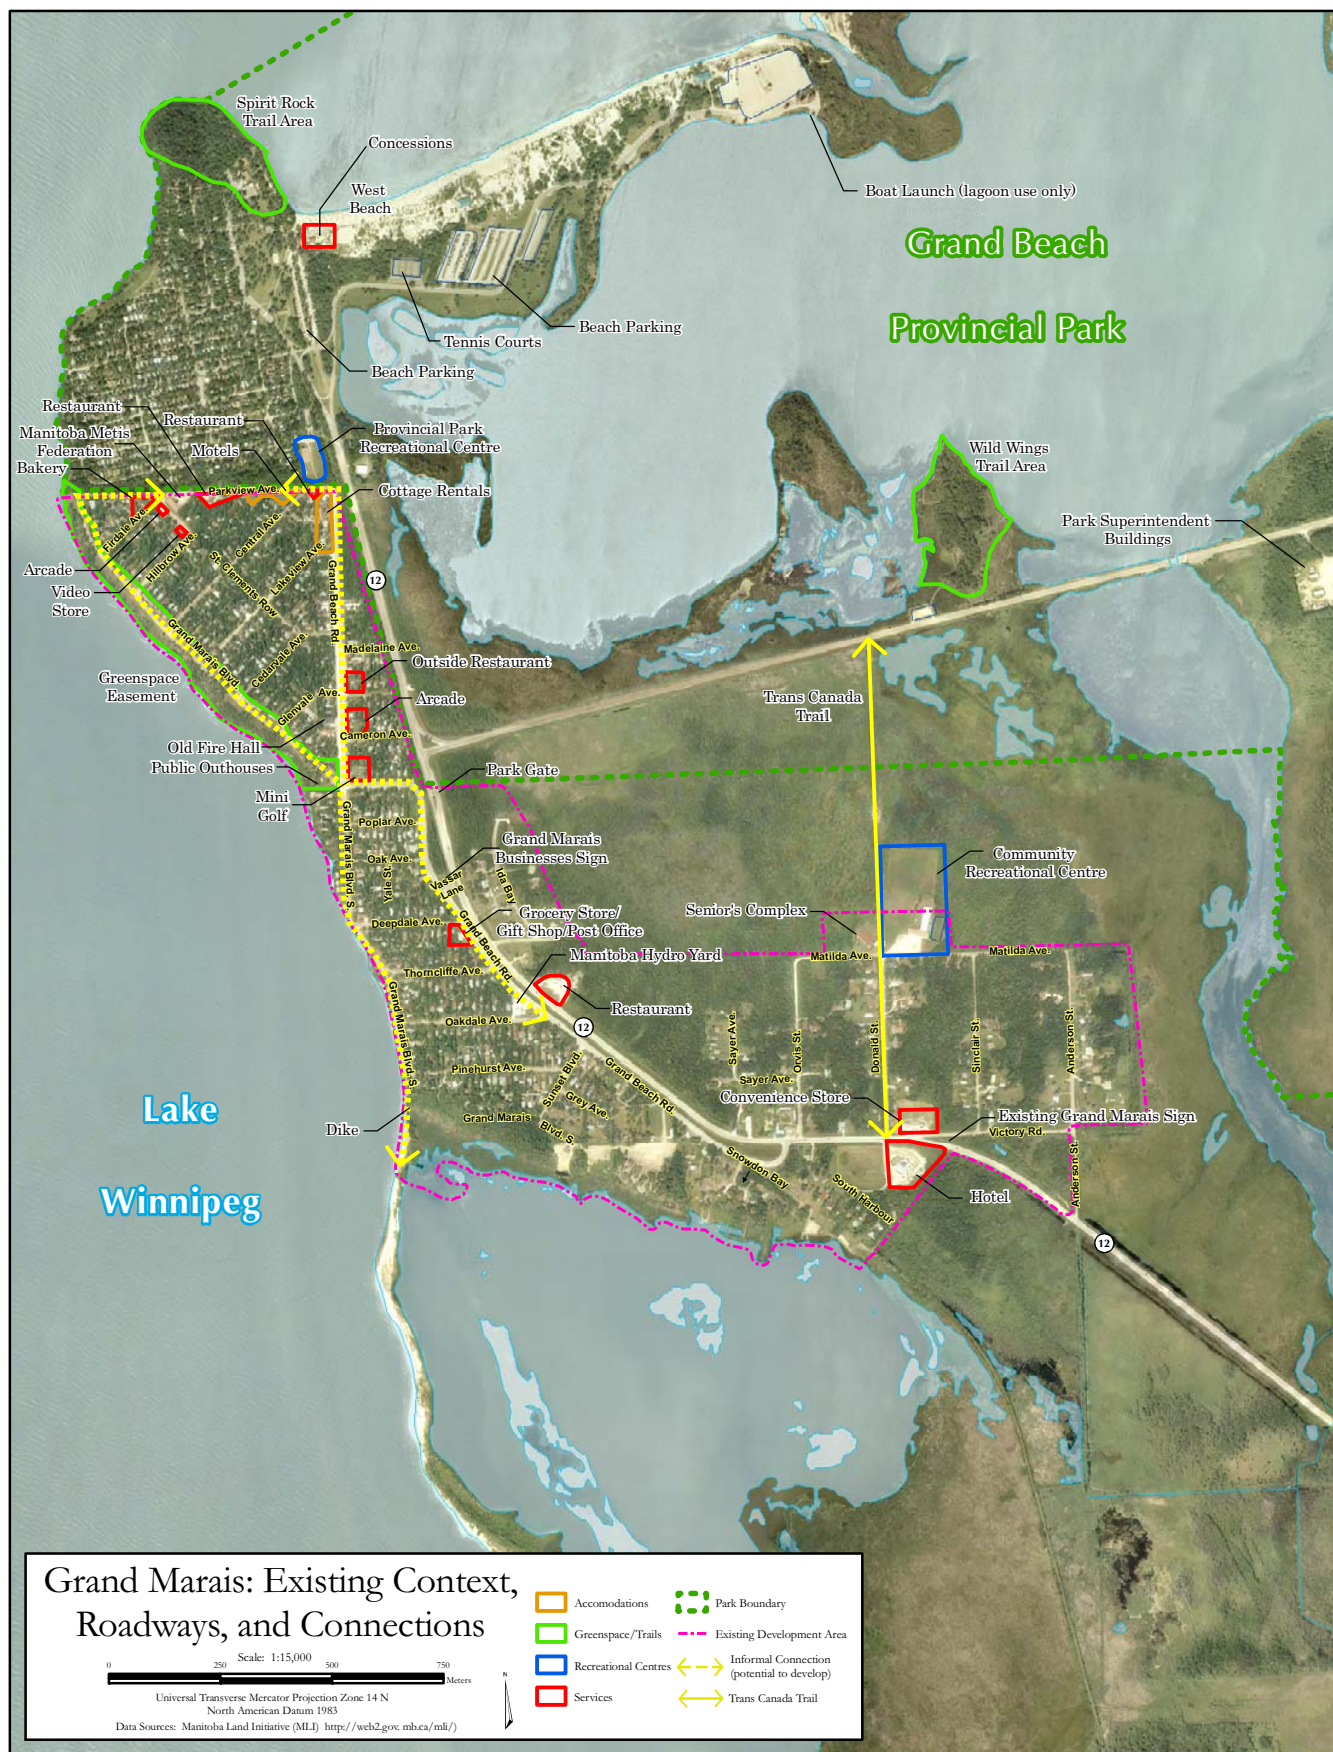 Spirit Rock
Trail Area
Concessions
West
Beach
Boat Launch (lagoon use only)
Grand Beach
Provincial Park
Beach Parking
Tennis Courts
Beach Parking
Restaurant
Restaurant
Manitoba Metis
Federation
Motels
Bakery
Provincial Park
Recreational Centre
Wild Wings
Trail Area
Cottage Rentals
Parkview Ave.
Park Superintendent
Buildings
Firdale Ave.
Hillbrow Ave.
Central Ave.
St. Clements Row
Lakeview Ave.
Grand Beach Rd.
12
Arcade
Video
Store
Grand Marais Blvd.
Cedarvale Ave.
Madelaine Ave.
Outside Restaurant
Greenspace
Easement
Glenvale Ave.
Arcade
Trans Canada
Trail
Cameron Ave.
Old Fire Hall
Public Outhouses
Park Gate
Mini
Golf
Poplar Ave.
Grand Marais Blvd. S.
Oak Ave.
Yale St.
Grand Marais
Businesses Sign
Vassar
Lane
Ida Bay
Community
Recreational Centre
Deepdale Ave.
Grand Beach Rd.
Grocery Store/
Gift Shop/Post Office
Senior's Complex
Manitoba Hydro Yard
Matilda Ave.
Matilda Ave.
Thorncliffe Ave.
Restaurant
Grand Marais Blvd. S.
Oakdale Ave.
12
Sayer Ave.
Orvis St.
Donald St.
Sinclair St.
Anderson St.
Pinehurst Ave.
Sunset Blvd.
Grand Beach Rd.
Sayer Ave.
Grey Ave.
Convenience Store
Lake
Winnipeg
Grand Marais
Blvd. S.
Dike
Existing Grand Marais Sign
Victory Rd.
Snowdon Bay
South Harbour
Hotel
Anderson St.
12
Grand Marais: Existing Context,
Roadways, and Connections
Scale: 1:15,000
0 250 500 750
Meters
Universal Transverse Mercator Projection Zone 14 N
North American Datum 1983
Data Sources: Manitoba Land Initiative (MLI) http://web2.gov. mb.ca/mli/)
N
Accomodations
Greenspace/Trails
Recreational Centres
Services
Park Boundary
Existing Development Area
Informal Connection
(potential to develop)
Trans Canada Trail